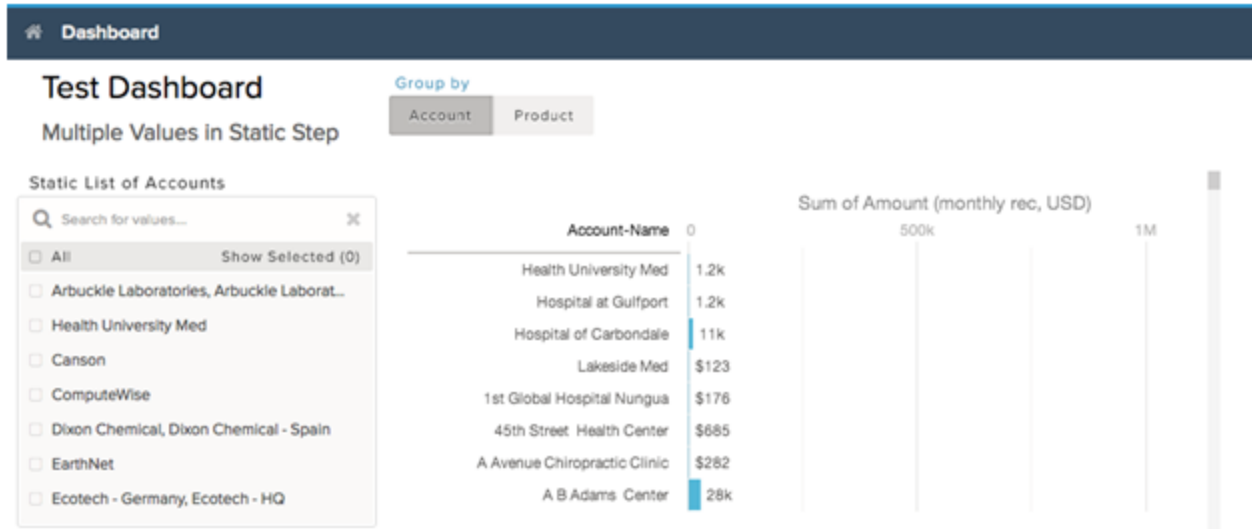 Dashboard
Test Dashboard
Multiple Values in Static Step
Group by
Account Product
Static List of Accounts
Search for values...
All Show Selected (0)
Arbuckle Laboratories, Arbuckle Laborat...
Health University Med
Canson
ComputeWise
Dixon Chemical, Dixon Chemical - Spain
EarthNet
Ecotech - Germany, Ecotech - HQ
Sum of Amount (monthly rec, USD)
Account-Name 0 500k 1M
Health University Med 1.2k
Hospital at Gulfport 1.2k
Hospital of Carbondale 11k
Lakeside Med $123
1st Global Hospital Nungua $176
45th Street Health Center $685
A Avenue Chiropractic Clinic $282
A B Adams Center 28k